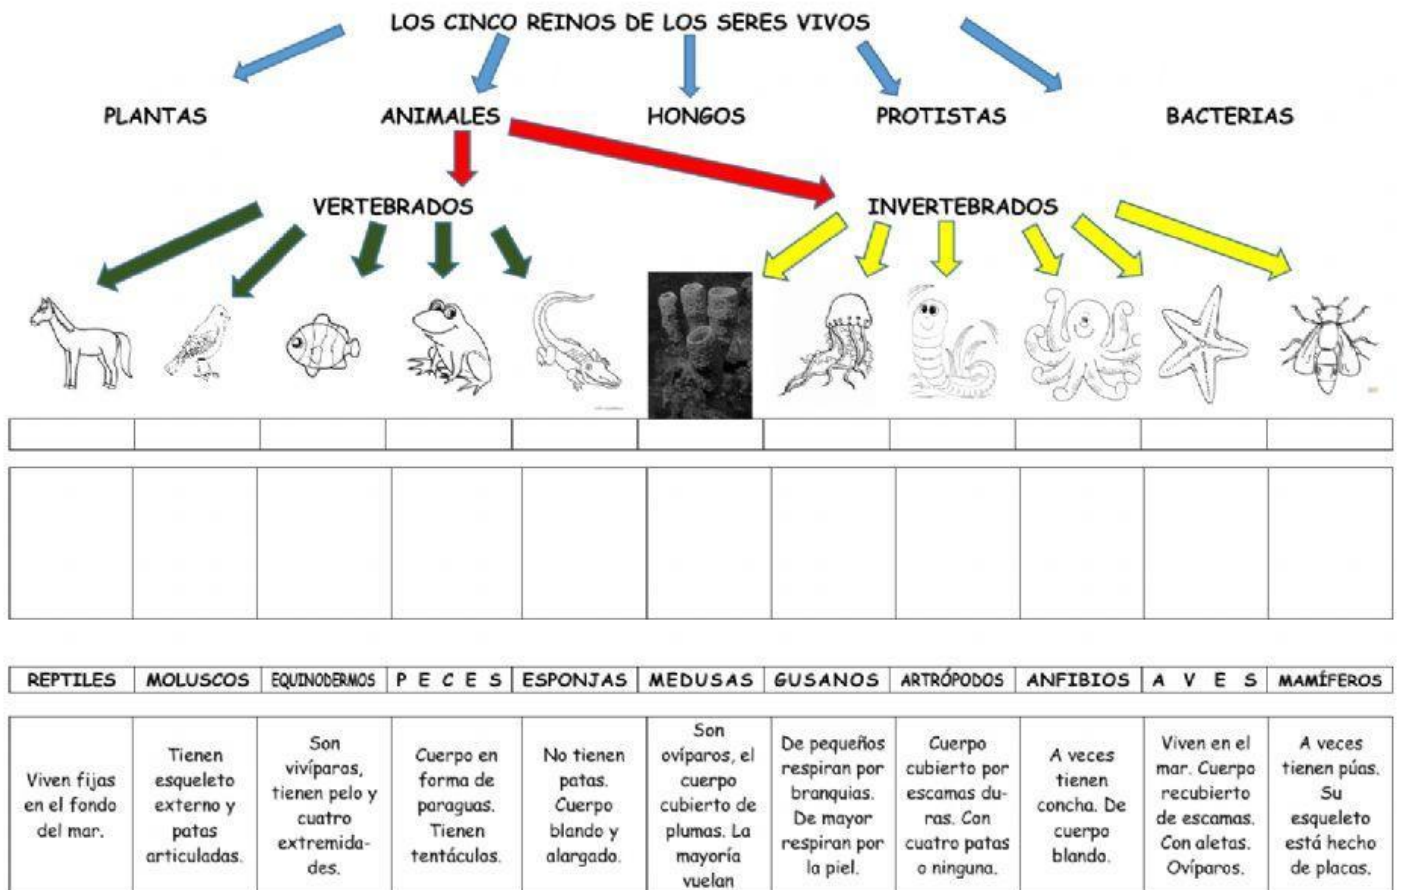 LOS CINCO REINOS DE LOS SERES VIVOS
PLANTAS ANIMALES HONGOS PROTISTAS BACTERIAS
VERTEBRADOS INVERTEBRADOS
REPTILES MOLUSCOS EQUINODERMOS P E C E S ESPONJAS MEDUSAS GUSANOS ARTRÓPODOS ANFIBIOS A V E S MAMÍFEROS
Viven fijas
en el fondo
del mar.
Tienen
esqueleto
externo y
patas
articuladas.
Son
vivíparos,
tienen pelo y
cuatro
extremida-
des.
Cuerpo en
forma de
paraguas.
Tienen
tentáculos.
No tienen
patas.
Cuerpo
blando y
alargado.
Son
ovíparos, el
cuerpo
cubierto de
plumas. La
mayoría
vuelan
De pequeños
respiran por
branquias.
De mayor
respiran por
la piel.
Cuerpo
cubierto por
escamas du-
ras. Con
cuatro patas
o ninguna.
A veces
tienen
concha. De
cuerpo
blando.
Viven en el
mar. Cuerpo
recubierto
de escamas.
Con aletas.
Ovíparos.
A veces
tienen púas.
Su
esqueleto
está hecho
de placas.